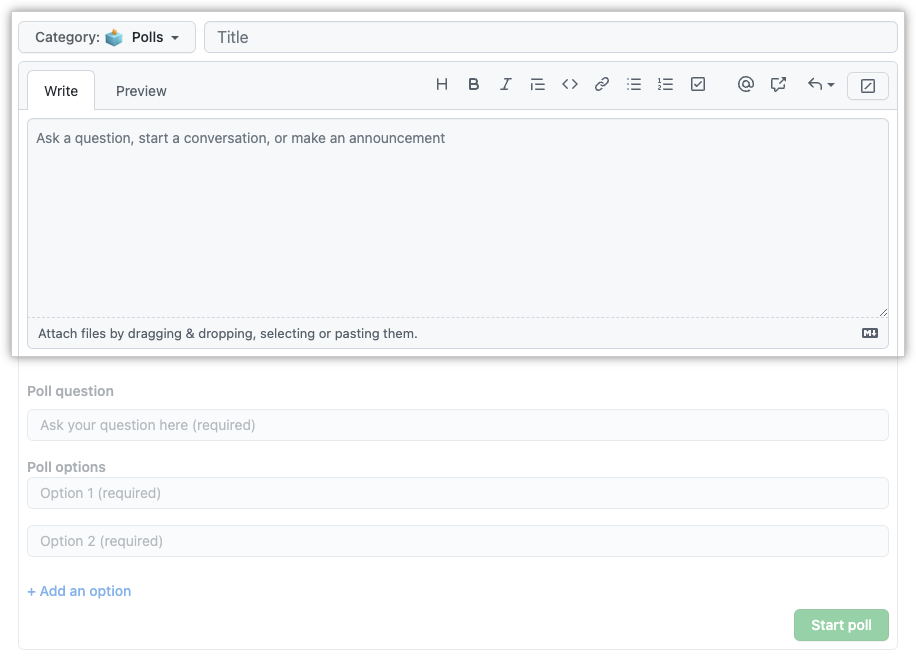 Category: Polls
Title
Write
Preview
Ask a question, start a conversation, or make an announcement
Attach files by dragging & dropping, selecting or pasting them.
Poll question
Ask your question here (required)
Poll options
Option 1 (required)
Option 2 (required)
+ Add an option
Start poll